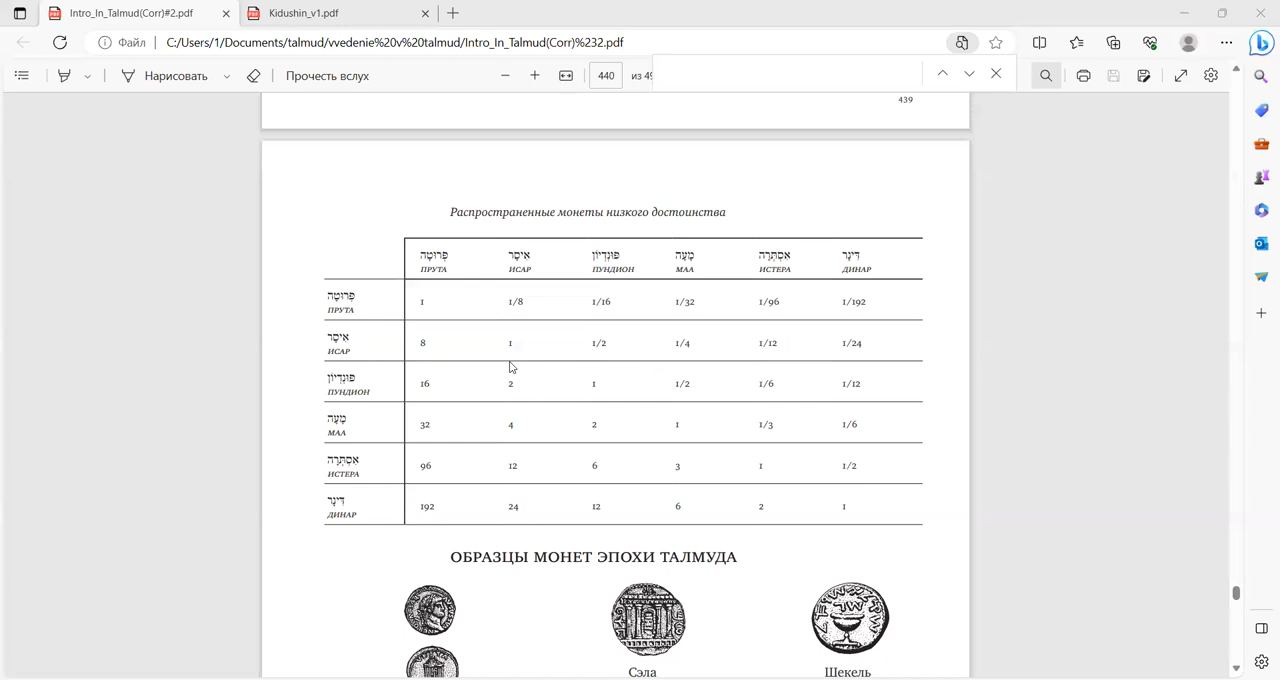 Intro_In_Talmud(Corr)#2.pdf
Kidushin_v1.pdf
Файл
C:/Users/1/Documents/talmud/vvedenie%20v%20talmud/Intro_In_Talmud(Corr)%232.pdf
Нарисовать
Прочесть вслух
440
из 49
439
Распространенные монеты низкого достоинства
פְּרוּטָה אִיסָר פּוּנְדְיוֹן מָעָה אִסְתְּרָה דִּינָר
ПРУТА ИСАР ПУНДИОН МАА ИСТЕРА ДИНАР
פְּרוּטָה
ПРУТА
1 1/8 1/16 1/32 1/96 1/192
אִיסָר
ИСАР
8 1 1/2 1/4 1/12 1/24
פּוּנְדְיוֹן
ПУНДИОН
16 2 1 1/2 1/6 1/12
מָעָה
МАА
32 4 2 1 1/3 1/6
אִסְתְּרָה
ИСТЕРА
96 12 6 3 1 1/2
דִּינָר
ДИНАР
192 24 12 6 2 1
ОБРАЗЦЫ МОНЕТ ЭПОХИ ТАЛМУДА
Сэла
Шекель